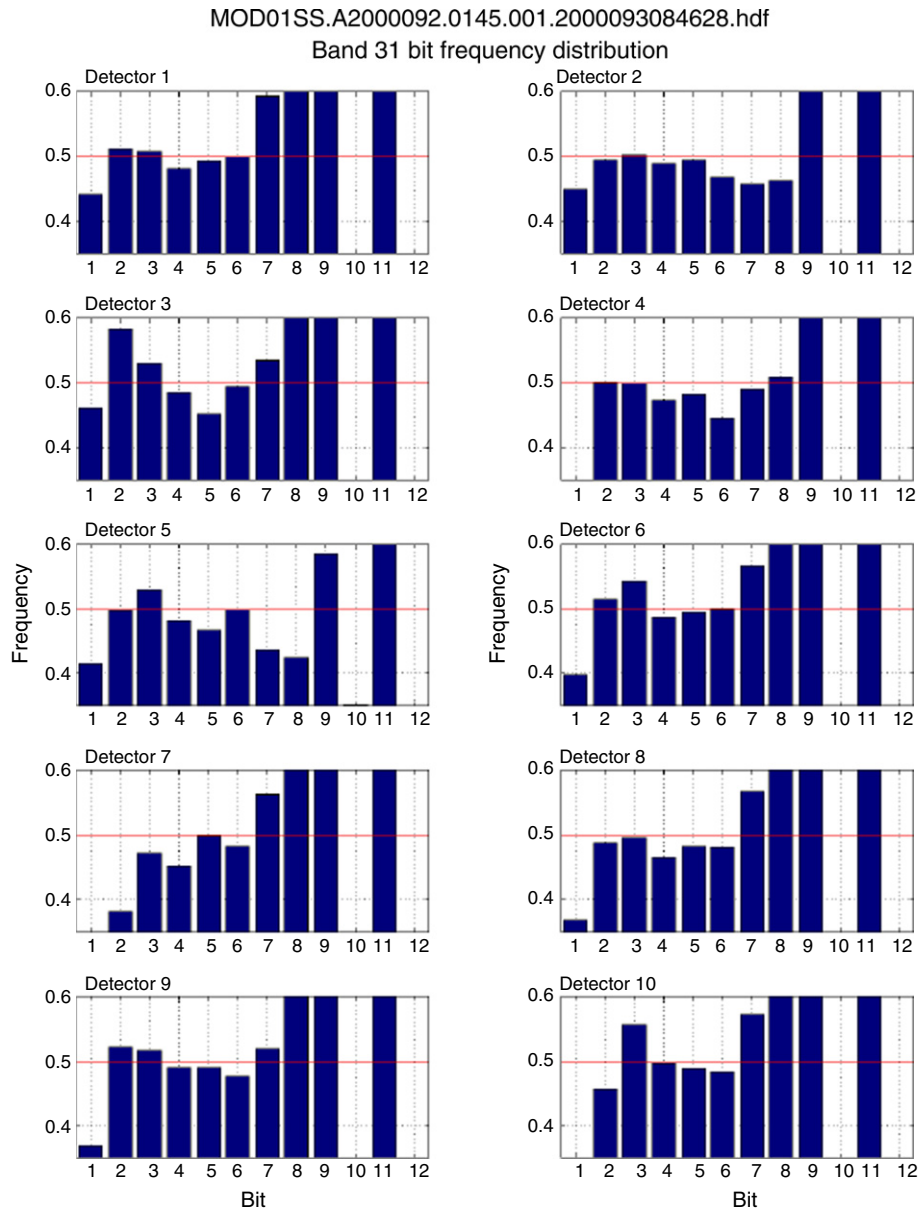 MOD01SS.A2000092.0145.001.2000093084628.hdf
Band 31 bit frequency distribution
Detector 1
0.6
0.5
0.4
1 2 3 4 5 6 7 8 9 10 11 12
Detector 2
0.6
0.5
0.4
1 2 3 4 5 6 7 8 9 10 11 12
Detector 3
0.6
0.5
0.4
1 2 3 4 5 6 7 8 9 10 11 12
Detector 4
0.6
0.5
0.4
1 2 3 4 5 6 7 8 9 10 11 12
Detector 5
0.6
0.5
0.4
Frequency
1 2 3 4 5 6 7 8 9 10 11 12
Detector 6
0.6
0.5
0.4
Frequency
1 2 3 4 5 6 7 8 9 10 11 12
Detector 7
0.6
0.5
0.4
1 2 3 4 5 6 7 8 9 10 11 12
Detector 8
0.6
0.5
0.4
1 2 3 4 5 6 7 8 9 10 11 12
Detector 9
0.6
0.5
0.4
1 2 3 4 5 6 7 8 9 10 11 12
Bit
Detector 10
0.6
0.5
0.4
1 2 3 4 5 6 7 8 9 10 11 12
Bit